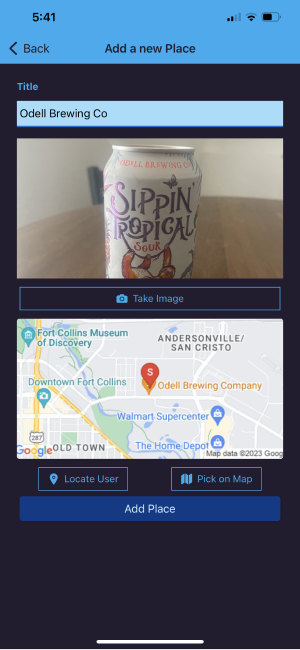 5:41
Back
Add a new Place
Title
Odell Brewing Co
ODELL BREWING CO
SIPPIN'
TROPICAL
SOUR
Take Image
Fort Collins Museum
of Discovery
ANDERSONVILLE/
SAN CRISTO
S
Downtown Fort Collins
Odell Brewing Company
Walmart Supercenter
287
The Home Depot
Google
OLD TOWN
Map data ©2023 Goog
Locate User
Pick on Map
Add Place